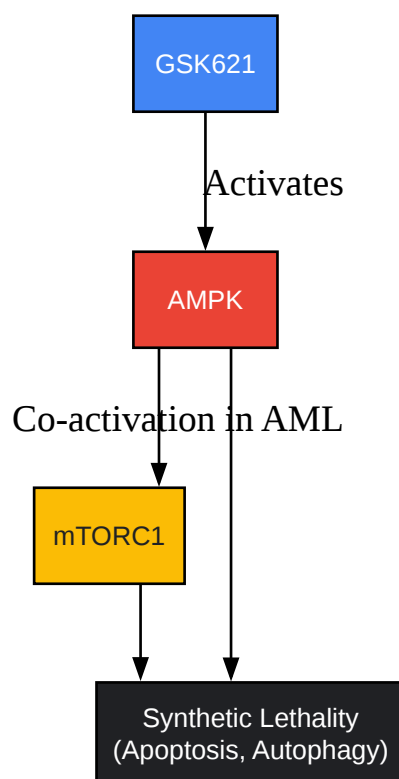 GSK621
Activates
AMPK
Co-activation in AML
mTORC1
Synthetic Lethality
(Apoptosis, Autophagy)